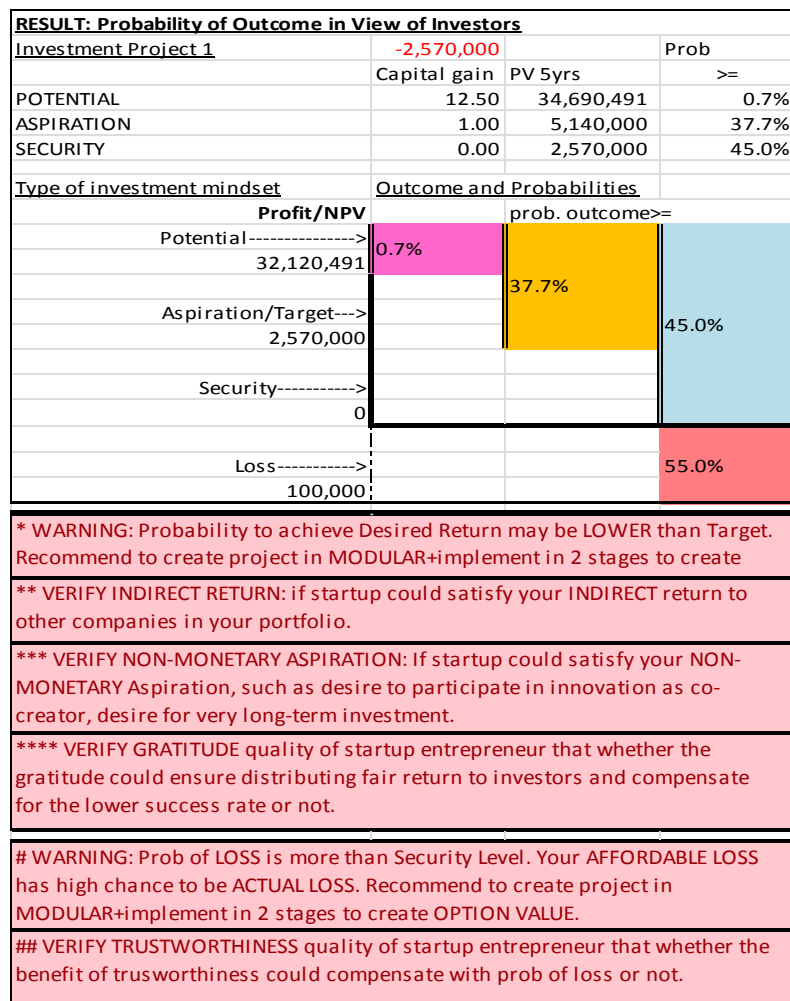 RESULT: Probability of Outcome in View of Investors
Investment Project 1 -2,570,000 Prob
Capital gain PV 5yrs >=
POTENTIAL 12.50 34,690,491 0.7%
ASPIRATION 1.00 5,140,000 37.7%
SECURITY 0.00 2,570,000 45.0%
Type of investment mindset Outcome and Probabilities
Profit/NPV prob. outcome>=
Potential--------------->
0.7%
32,120,491
37.7%
Aspiration/Target--->
45.0%
2,570,000
Security----------->
0
Loss-----------> 55.0%
100,000
* WARNING: Probability to achieve Desired Return may be LOWER than Target.
Recommend to create project in MODULAR+implement in 2 stages to create
** VERIFY INDIRECT RETURN: if startup could satisfy your INDIRECT return to
other companies in your portfolio.
*** VERIFY NON-MONETARY ASPIRATION: If startup could satisfy your NON-
MONETARY Aspiration, such as desire to participate in innovation as co-
creator, desire for very long-term investment.
**** VERIFY GRATITUDE quality of startup entrepreneur that whether the
gratitude could ensure distributing fair return to investors and compensate
for the lower success rate or not.
# WARNING: Prob of LOSS is more than Security Level. Your AFFORDABLE LOSS
has high chance to be ACTUAL LOSS. Recommend to create project in
MODULAR+implement in 2 stages to create OPTION VALUE.
## VERIFY TRUSTWORTHINESS quality of startup entrepreneur that whether the
benefit of trusworthiness could compensate with prob of loss or not.